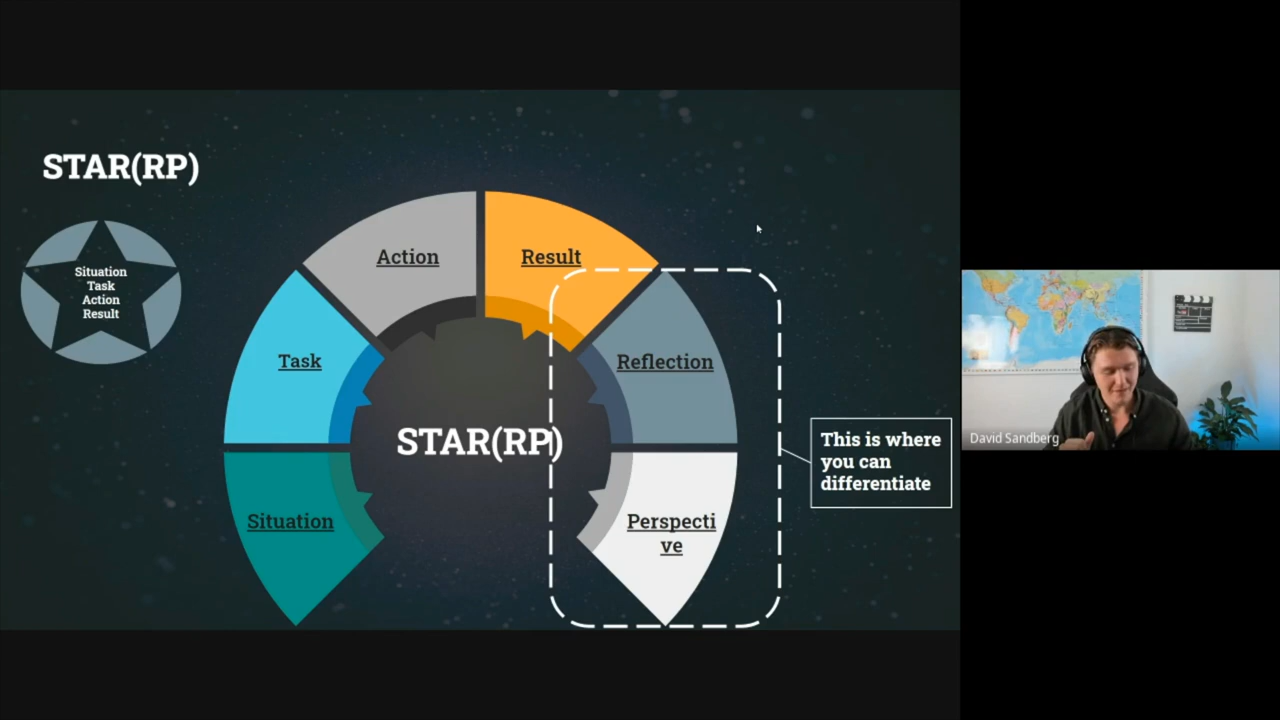 STAR(RP)
Situation
Task
Action
Result
Action
Result
Task
Reflection
STAR(RP)
This is where
you can
differentiate
Situation
Perspecti
ve
David Sandberg